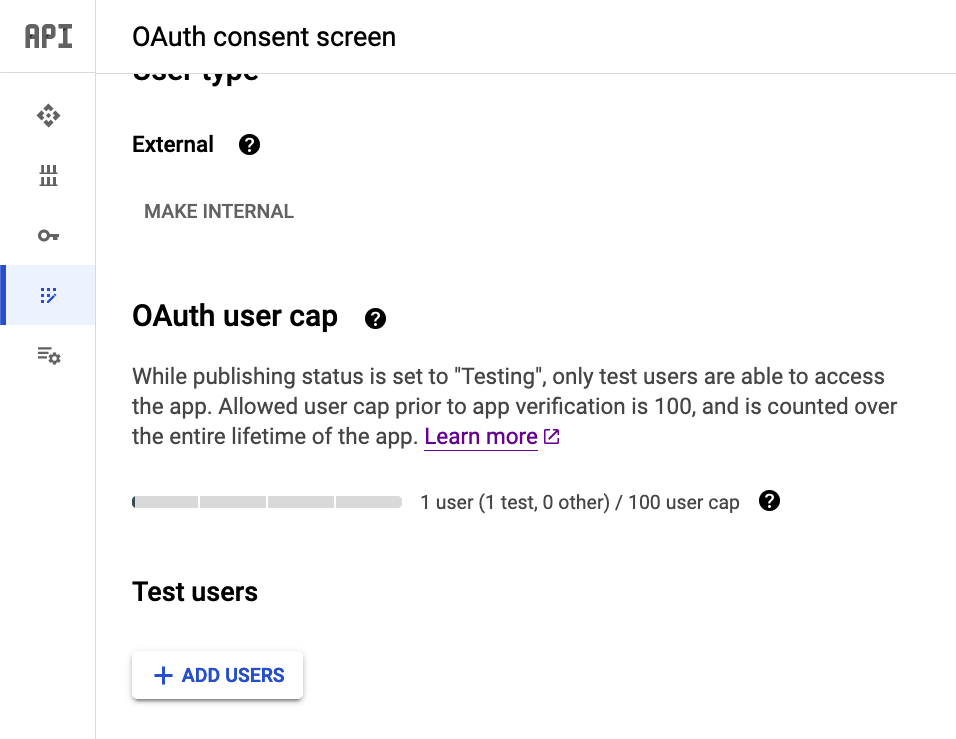 API
OAuth consent screen
User type
External
MAKE INTERNAL
OAuth user cap
While publishing status is set to "Testing", only test users are able to access
the app. Allowed user cap prior to app verification is 100, and is counted over
the entire lifetime of the app. Learn more
1 user (1 test, 0 other) / 100 user cap
Test users
+ ADD USERS